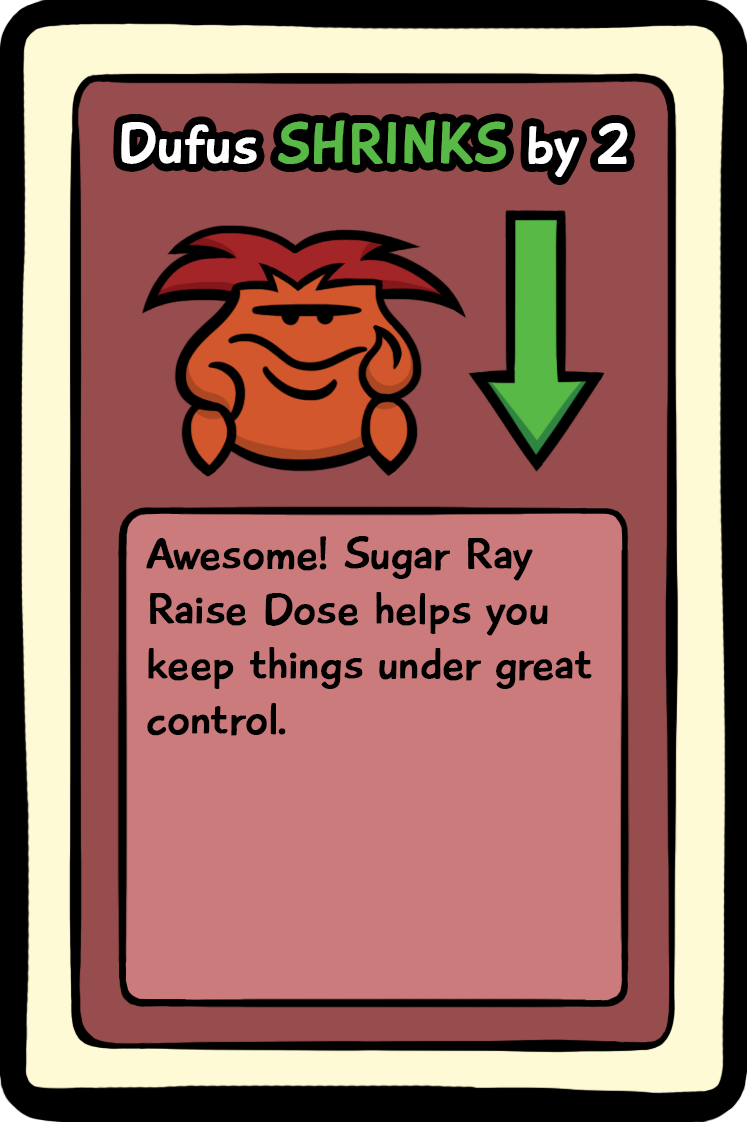 Dufus SHRINKS by 2
Awesome! Sugar Ray
Raise Dose helps you
keep things under great
control.